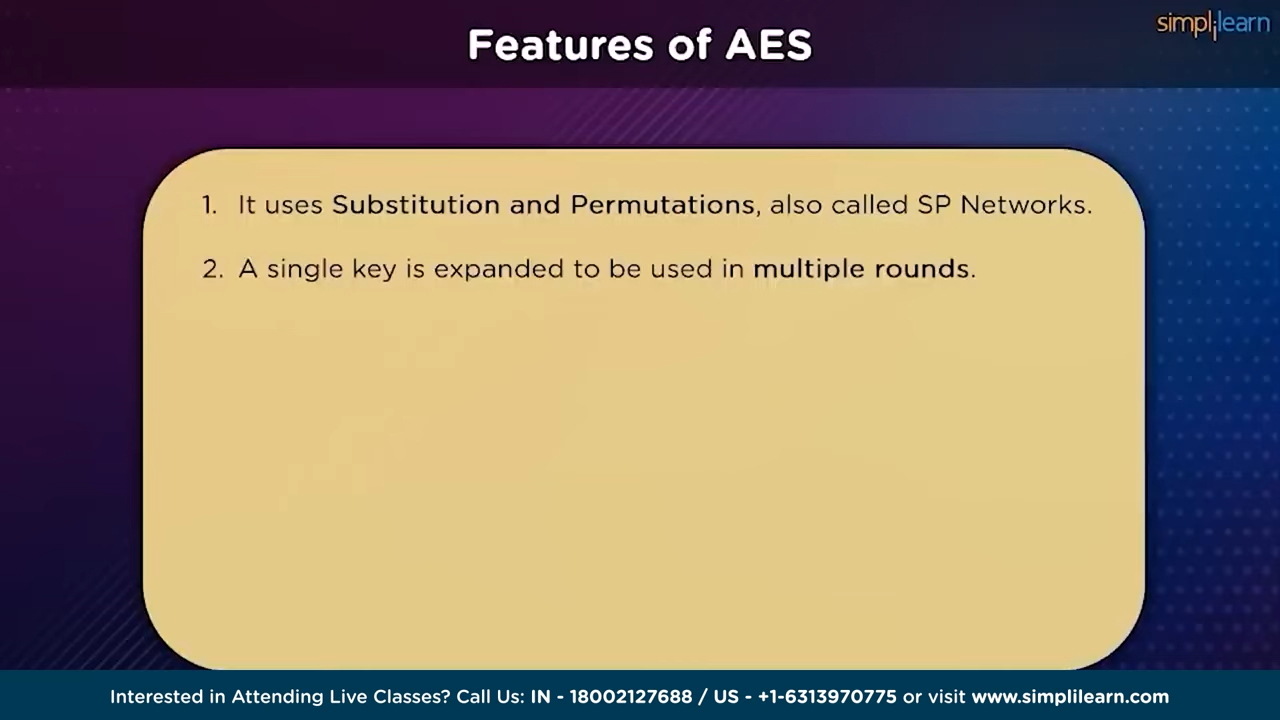 Features of AES
simplilearn
1. It uses Substitution and Permutations, also called SP Networks.
2. A single key is expanded to be used in multiple rounds.
Interested in Attending Live Classes? Call Us: IN - 18002127688 / US - +1-6313970775 or visit www.simplilearn.com